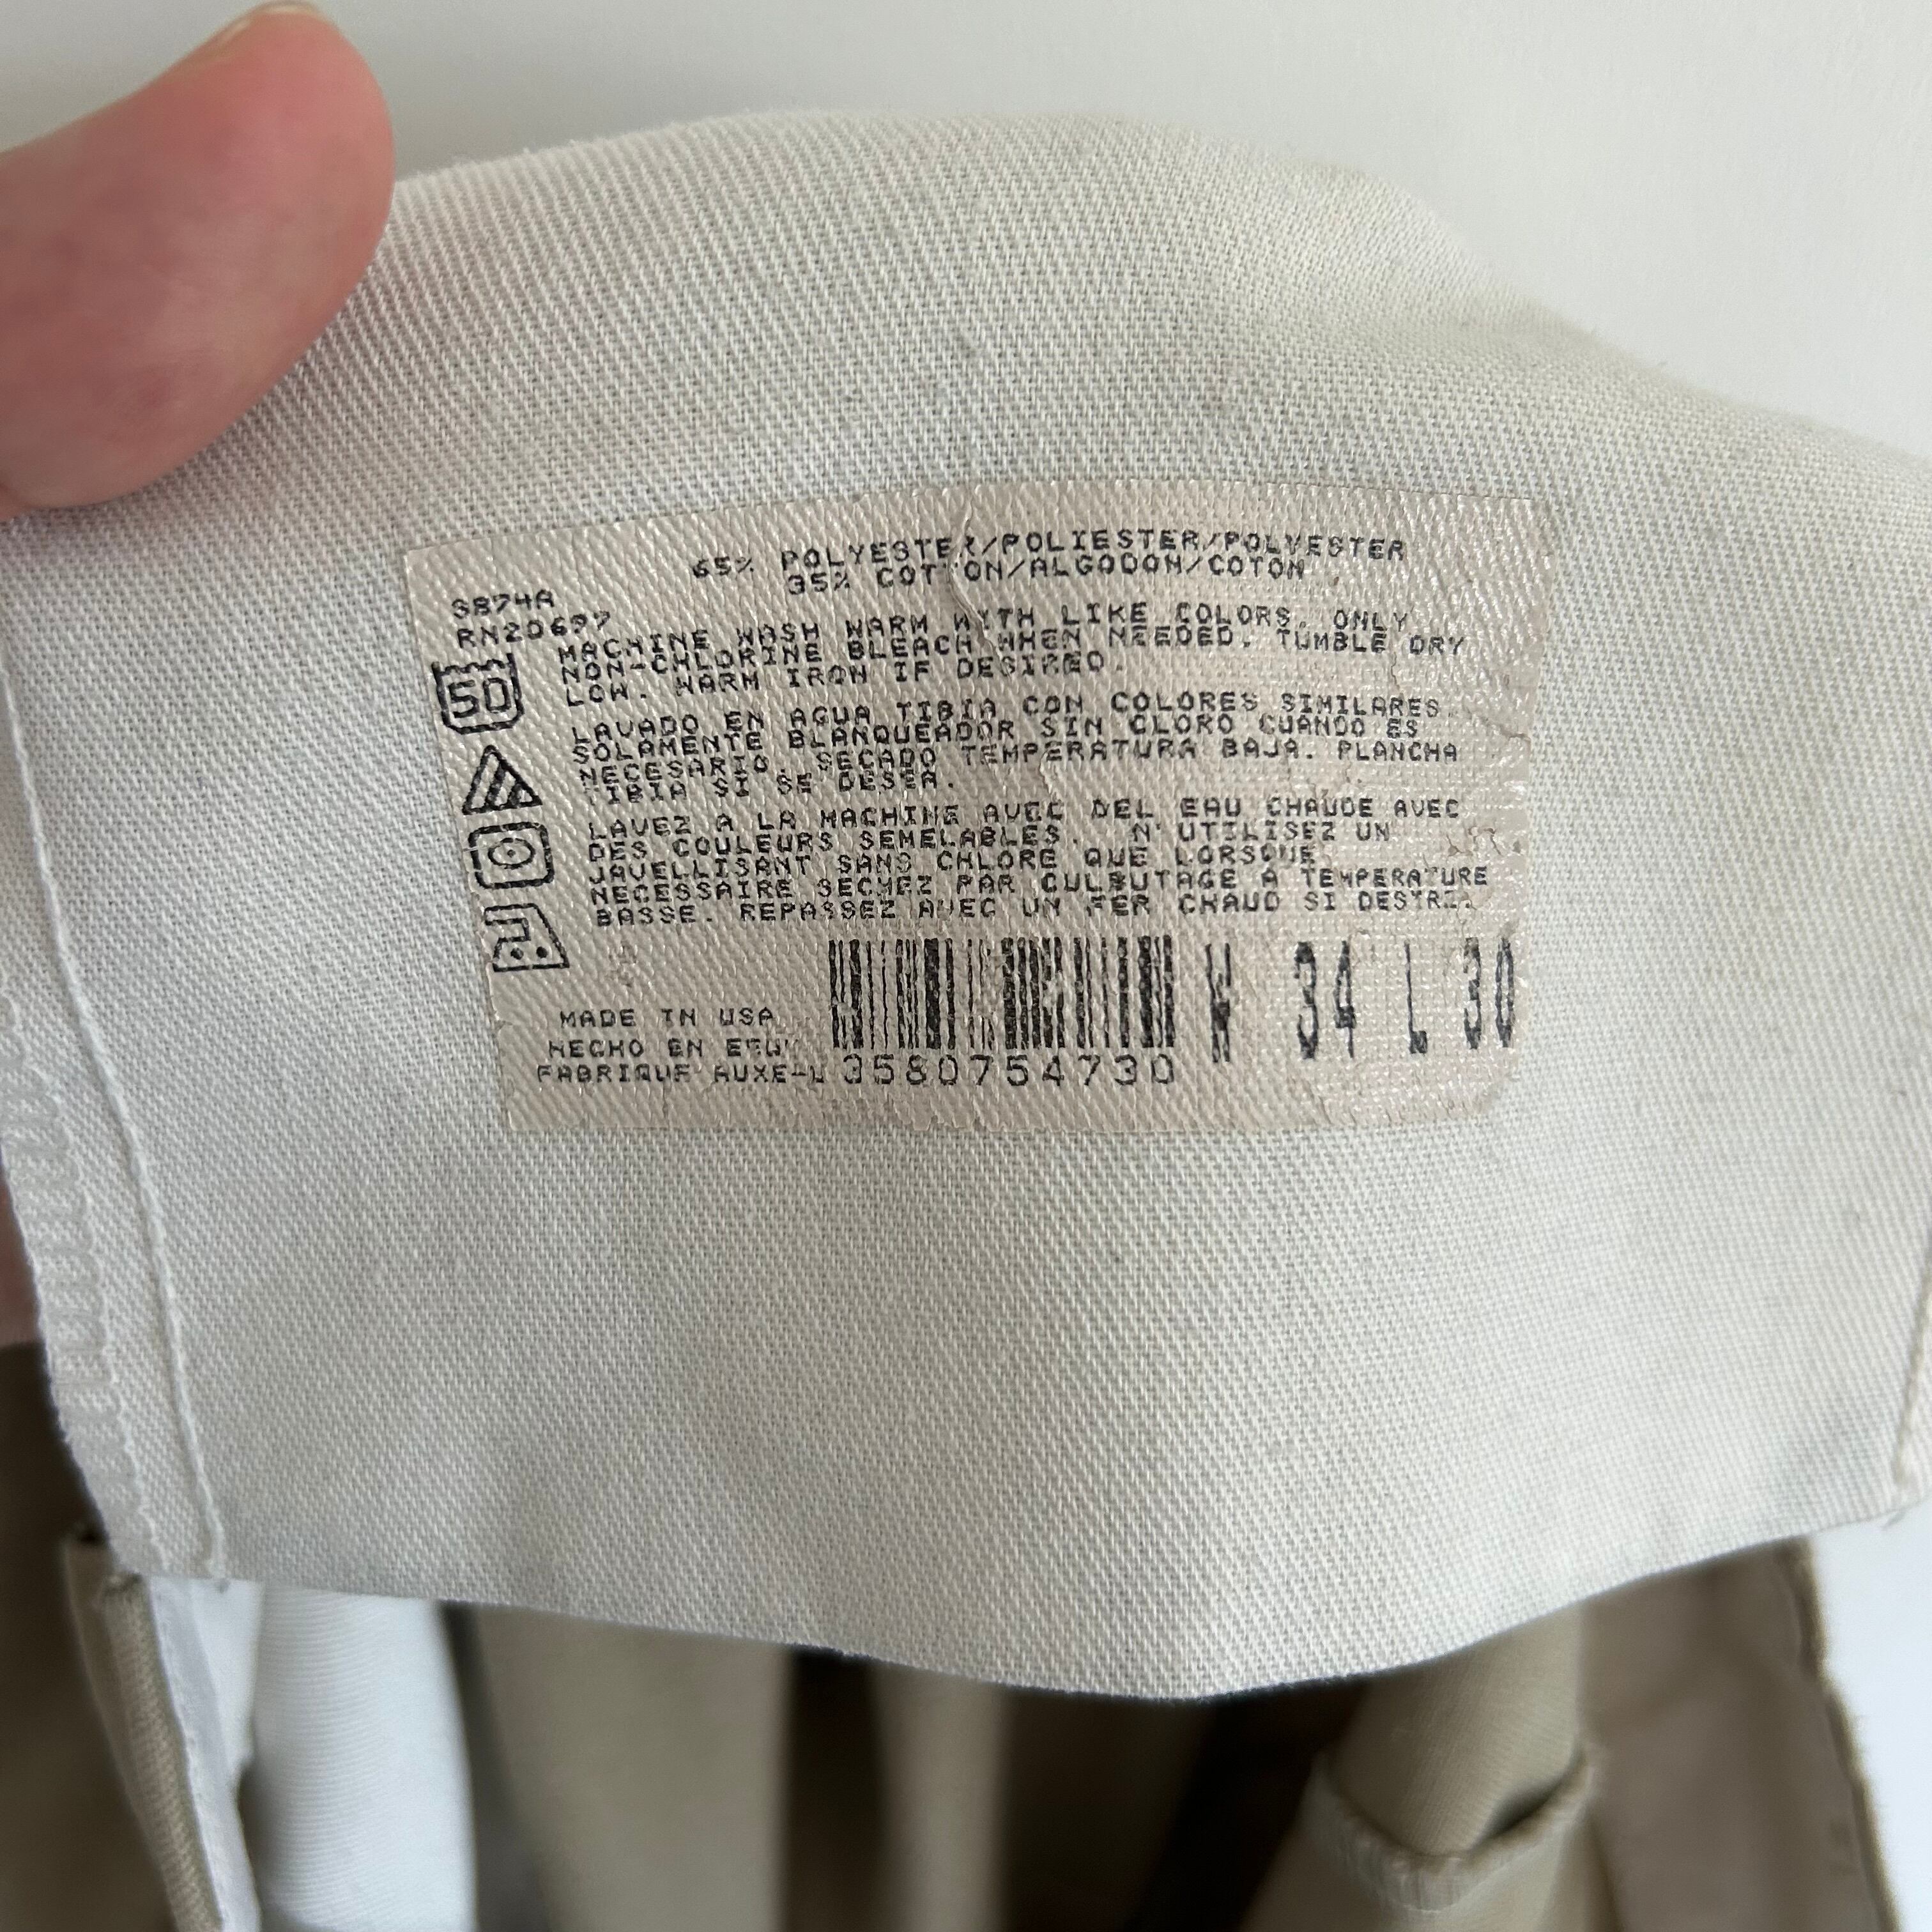 65% POLYESTER/POLIESTER/POLYESTER
35% COTTON/ALGODON/COTON
S874A
RN20697
MACHINE WASH WARM WITH LIKE COLORS. ONLY
NON-CHLORINE BLEACH WHEN NEEDED. TUMBLE DRY
LOW. WARM IRON IF DESIRED.
50
LAVADO EN AGUA TIBIA CON COLORES SIMILARES.
SOLAMENTE BLANQUEADOR SIN CLORO CUANDO ES
NECESARIO. SECADO TEMPERATURA BAJA. PLANCHA
TIBIA SI SE DESEA.
LAVEZ A LA MACHINE AVEC DEL EAU CHAUDE AVEC
DES COULEURS SEMELABLES. N'UTILISEZ UN
JAVELLISANT SANS CHLORE QUE LORSQUE
NECESSAIRE SECHEZ PAR CULBUTAGE A TEMPERATURE
BASSE. REPASSEZ AVEC UN FER CHAUD SI DESIRE.
W 34 L 30
MADE IN USA
HECHO EN
FABRIQUE AUX
3580754730